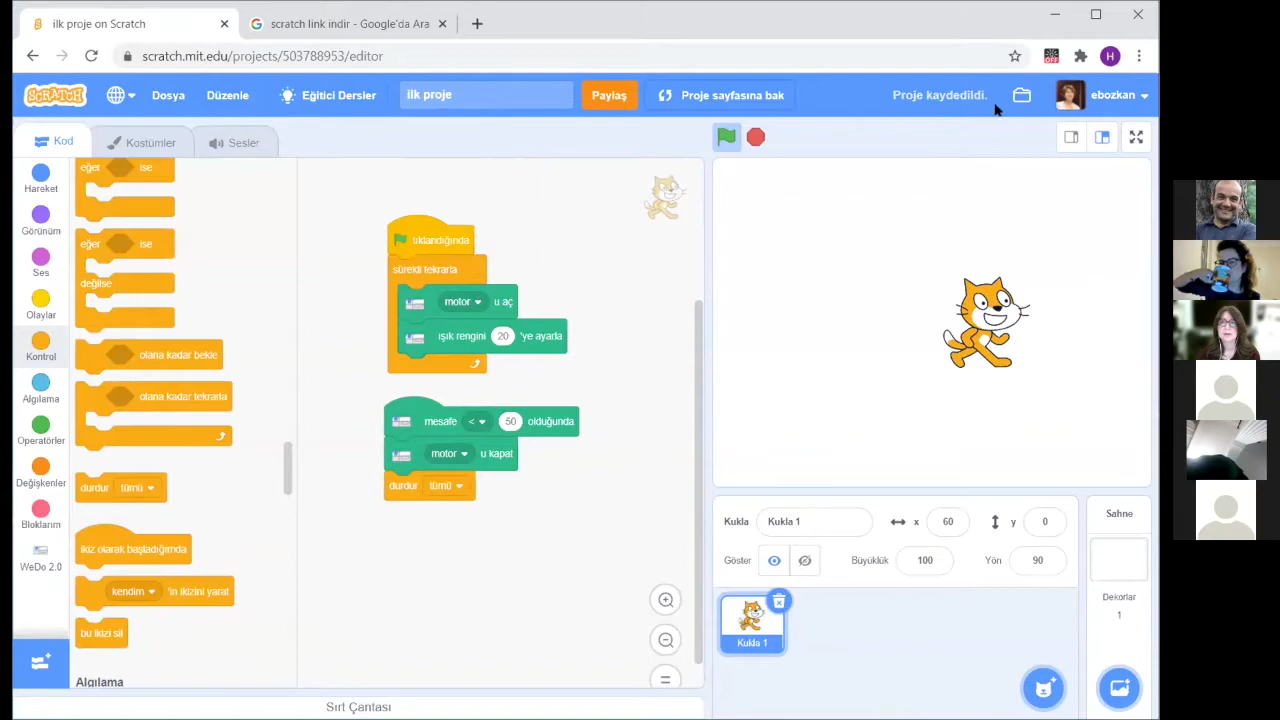 ilk proje on Scratch
scratch link indir - Google'da Ara
scratch.mit.edu/projects/503788953/editor
OFF
H
SCRATCH
Dosya
Düzenle
Eğitici Dersler
ilk proje
Paylaş
Proje sayfasına bak
Proje kaydedildi.
ebozkan
Kod
Kostümler
Sesler
Hareket
Görünüm
Ses
Olaylar
Kontrol
Algılama
Operatörler
Değişkenler
Bloklarım
WeDo 2.0
eğer ise
eğer ise
değilse
olana kadar bekle
olana kadar tekrarla
durdur tümü
ikiz olarak başladığımda
kendim 'in ikizini yarat
bu ikizi sil
Algılama
tıklandığında
sürekli tekrarla
motor u aç
ışık rengini 20 'ye ayarla
mesafe < 50 olduğunda
motor u kapat
durdur tümü
Sırt Çantası
Kukla Kukla 1 x 60 y 0
Göster Büyüklük 100 Yön 90
Kukla 1
Sahne
Dekorlar
1